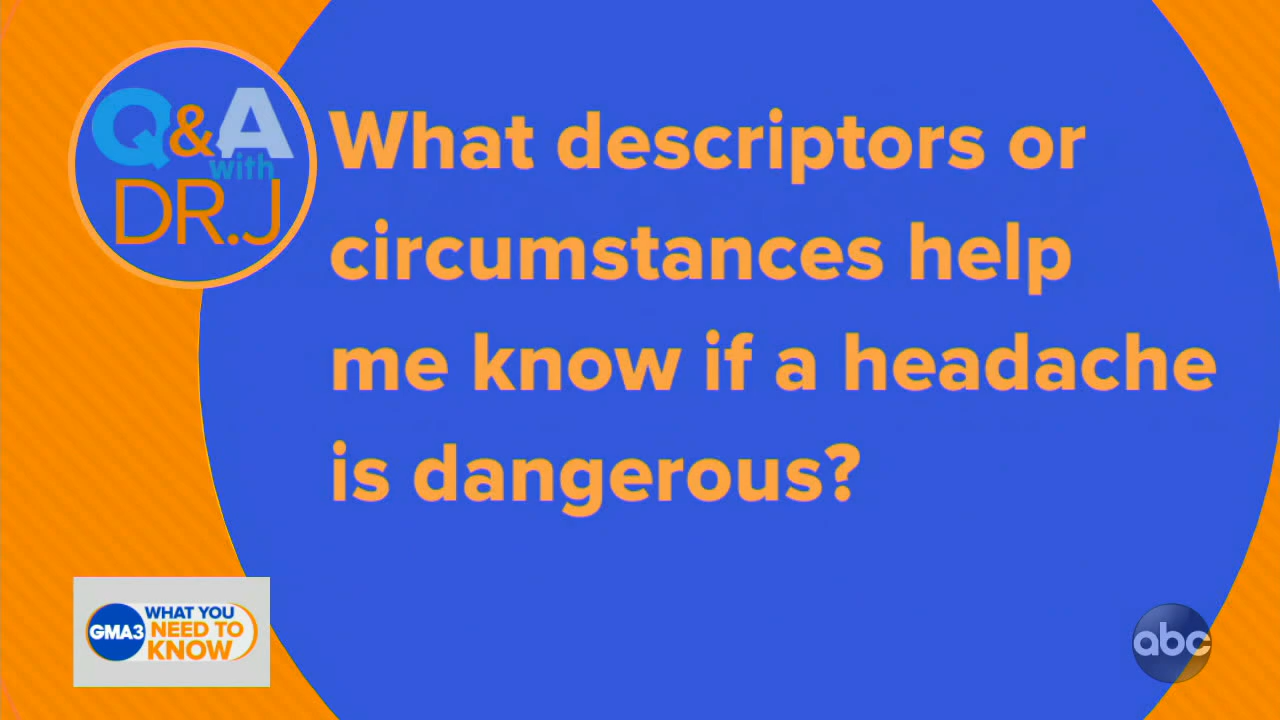 Q&A
with
DR.J
What descriptors or
circumstances help
me know if a headache
is dangerous?
GMA3
WHAT YOU
NEED TO
KNOW
abc